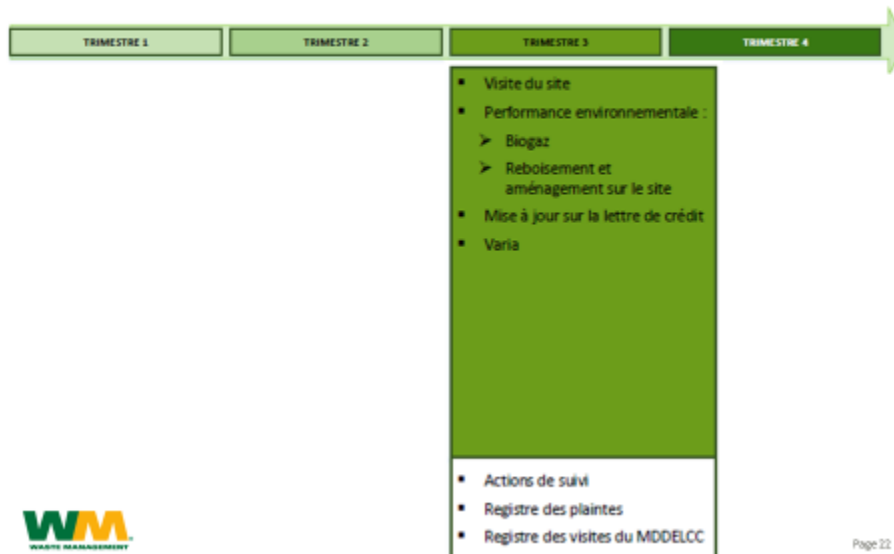 TRIMESTRE 1
TRIMESTRE 2
TRIMESTRE 3
TRIMESTRE 4
▪ Visite du site
▪ Performance environnementale :
➢ Biogaz
➢ Reboisement et
aménagement sur le site
▪ Mise à jour sur la lettre de crédit
▪ Varia
▪ Actions de suivi
▪ Registre des plaintes
▪ Registre des visites du MDDELCC
WM
WASTE MANAGEMENT
Page 22